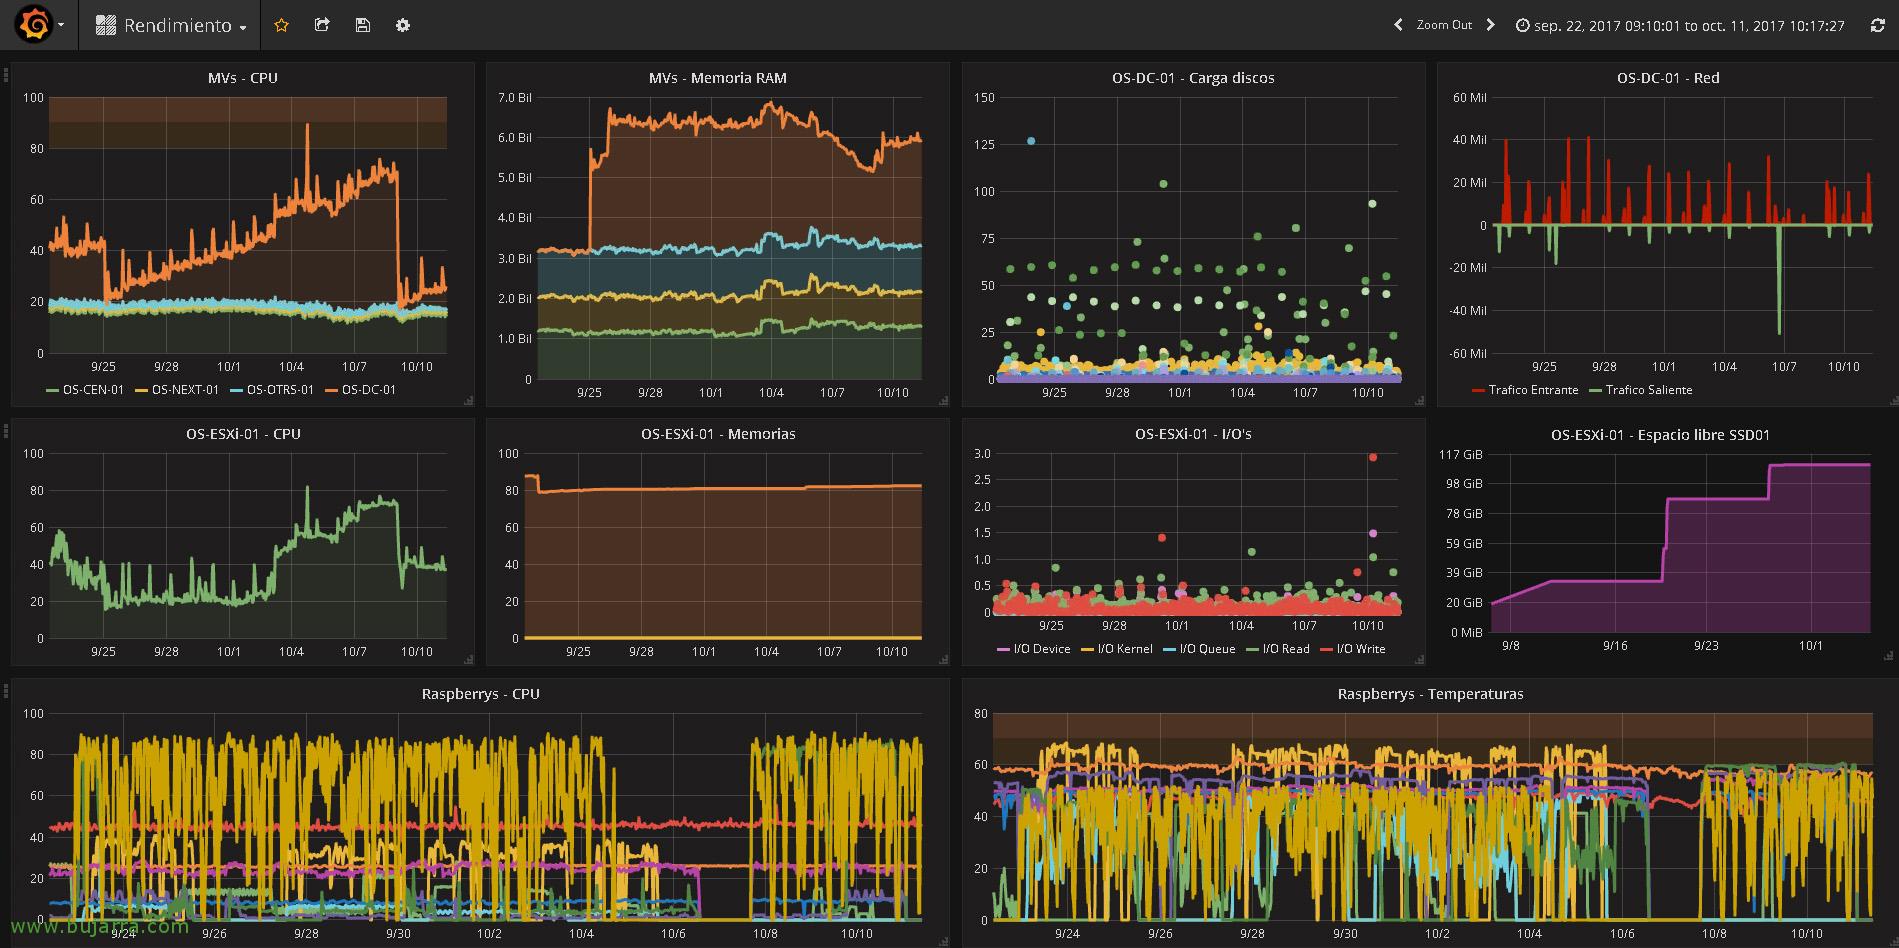 Rendimiento
Zoom Out
sep. 22, 2017 09:10:01 to oct. 11, 2017 10:17:27
MVs - CPU
100
80
60
40
20
0
9/25 9/28 10/1 10/4 10/7 10/10
OS-CEN-01 OS-NEXT-01 OS-OTRS-01 OS-DC-01
MVs - Memoria RAM
7.0 Bil
6.0 Bil
5.0 Bil
4.0 Bil
3.0 Bil
2.0 Bil
1.0 Bil
0
9/25 9/28 10/1 10/4 10/7 10/10
OS-DC-01 - Carga discos
150
125
100
75
50
25
0
9/25 9/28 10/1 10/4 10/7 10/10
OS-DC-01 - Red
60 Mil
40 Mil
20 Mil
0
-20 Mil
-40 Mil
-60 Mil
9/25 9/28 10/1 10/4 10/7 10/10
Trafico Entrante Trafico Saliente
OS-ESXi-01 - CPU
100
80
60
40
20
0
9/25 9/28 10/1 10/4 10/7 10/10
OS-ESXi-01 - Memorias
100
80
60
40
20
0
9/25 9/28 10/1 10/4 10/7 10/10
OS-ESXi-01 - I/O's
3.0
2.5
2.0
1.5
1.0
0.5
0
9/25 9/28 10/1 10/4 10/7 10/10
I/O Device I/O Kernel I/O Queue I/O Read I/O Write
OS-ESXi-01 - Espacio libre SSD01
117 GiB
98 GiB
78 GiB
59 GiB
39 GiB
20 GiB
0 MiB
9/8 9/16 9/23 10/1
Raspberrys - CPU
100
80
60
40
20
0
9/24 9/26 9/28 9/30 10/2 10/4 10/6 10/8 10/10
Raspberrys - Temperaturas
80
60
40
20
0
9/24 9/26 9/28 9/30 10/2 10/4 10/6 10/8 10/10
www.bujarra.com